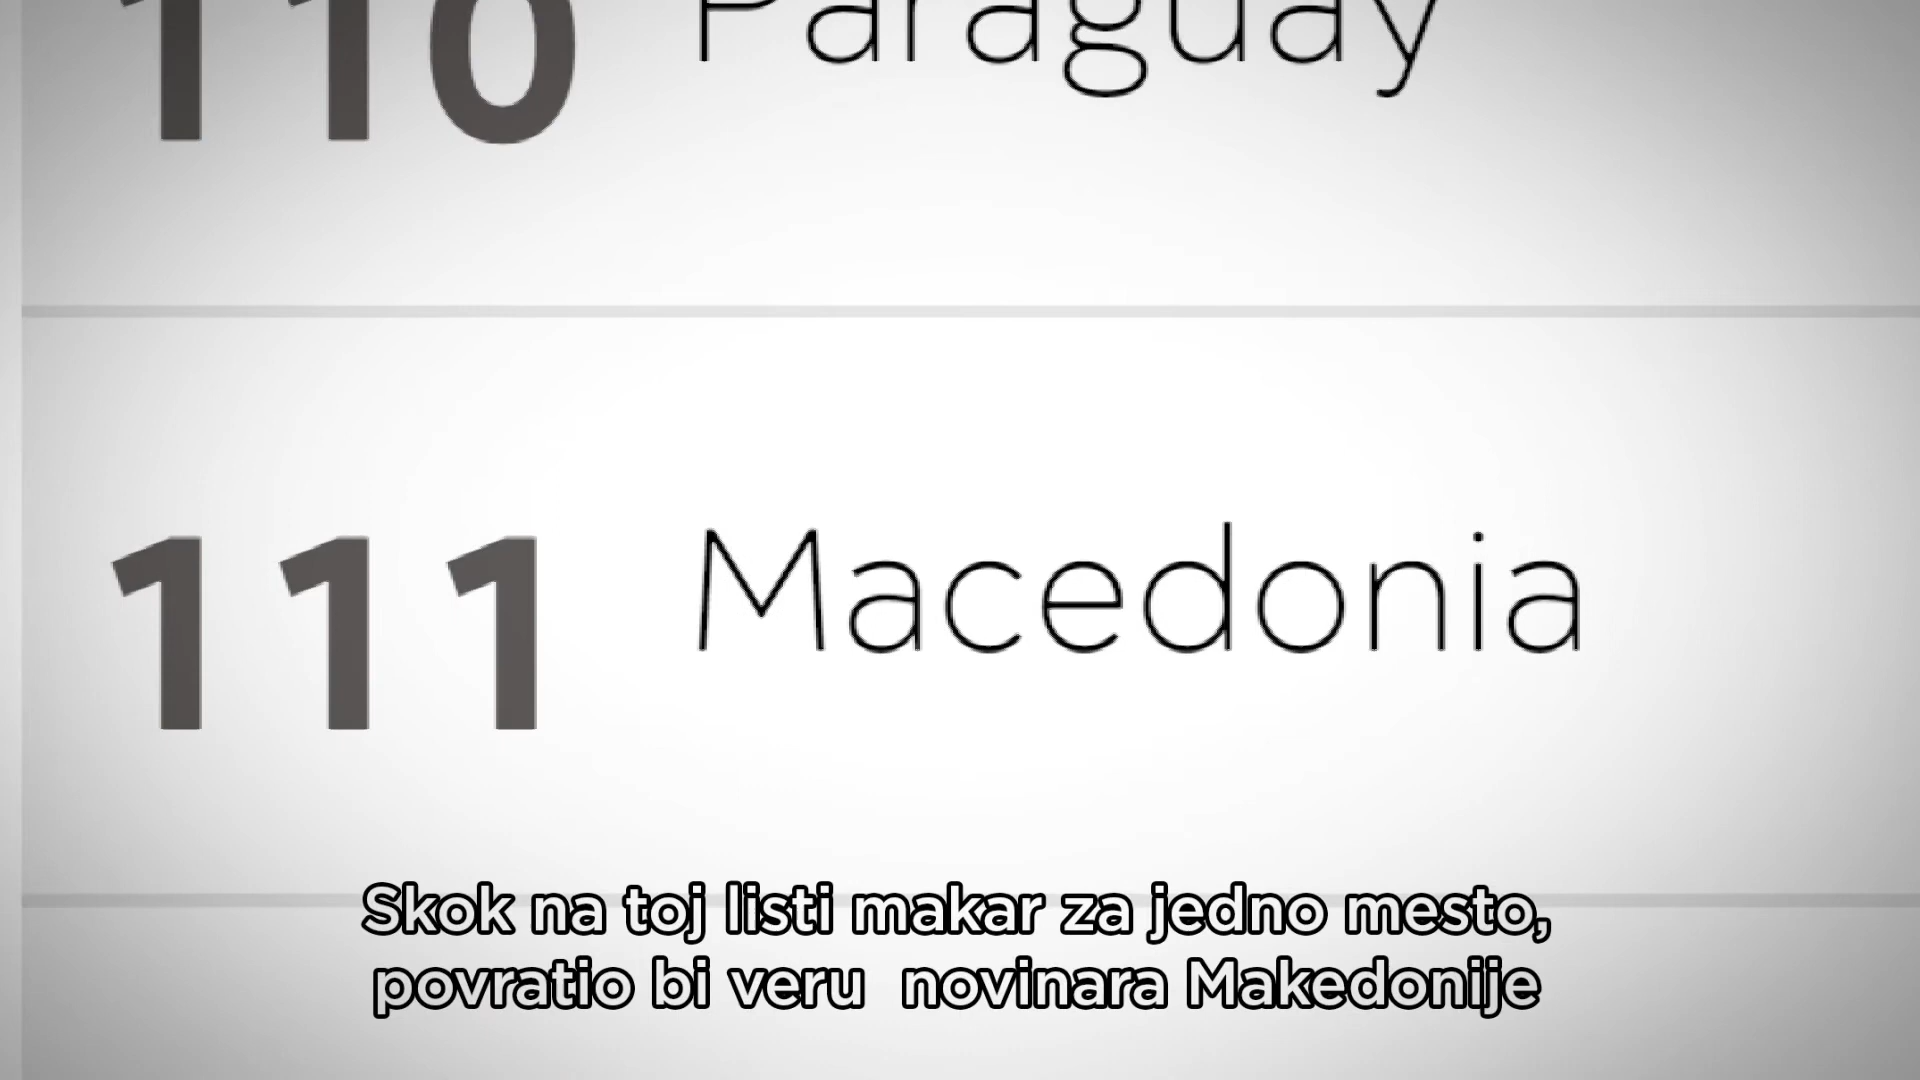 110 Paraguay
111 Macedonia
Skok na toj listi makar za jedno mesto,
povratio bi veru novinara Makedonije